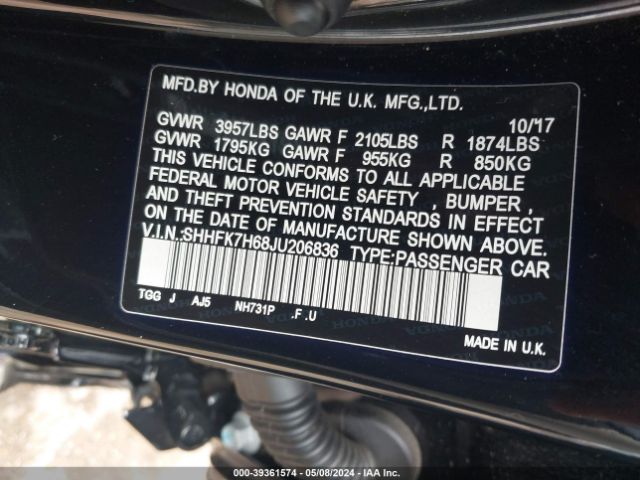 MFD.BY HONDA OF THE U.K. MFG.,LTD.
10/17
GVWR 3957LBS GAWR F 2105LBS R 1874LBS
GVWR 1795KG GAWR F 955KG R 850KG
THIS VEHICLE CONFORMS TO ALL APPLICABLE
FEDERAL MOTOR VEHICLE SAFETY , BUMPER ,
AND THEFT PREVENTION STANDARDS IN EFFECT
ON THE DATE OF MANUFACTURE SHOWN ABOVE.
V.I.N.:SHHFK7H68JU206836 TYPE:PASSENGER CAR
TGG J AJ5 NH731P .F .U
MADE IN U.K.
000-39361574 | 05/08/2024 - IAA Inc.